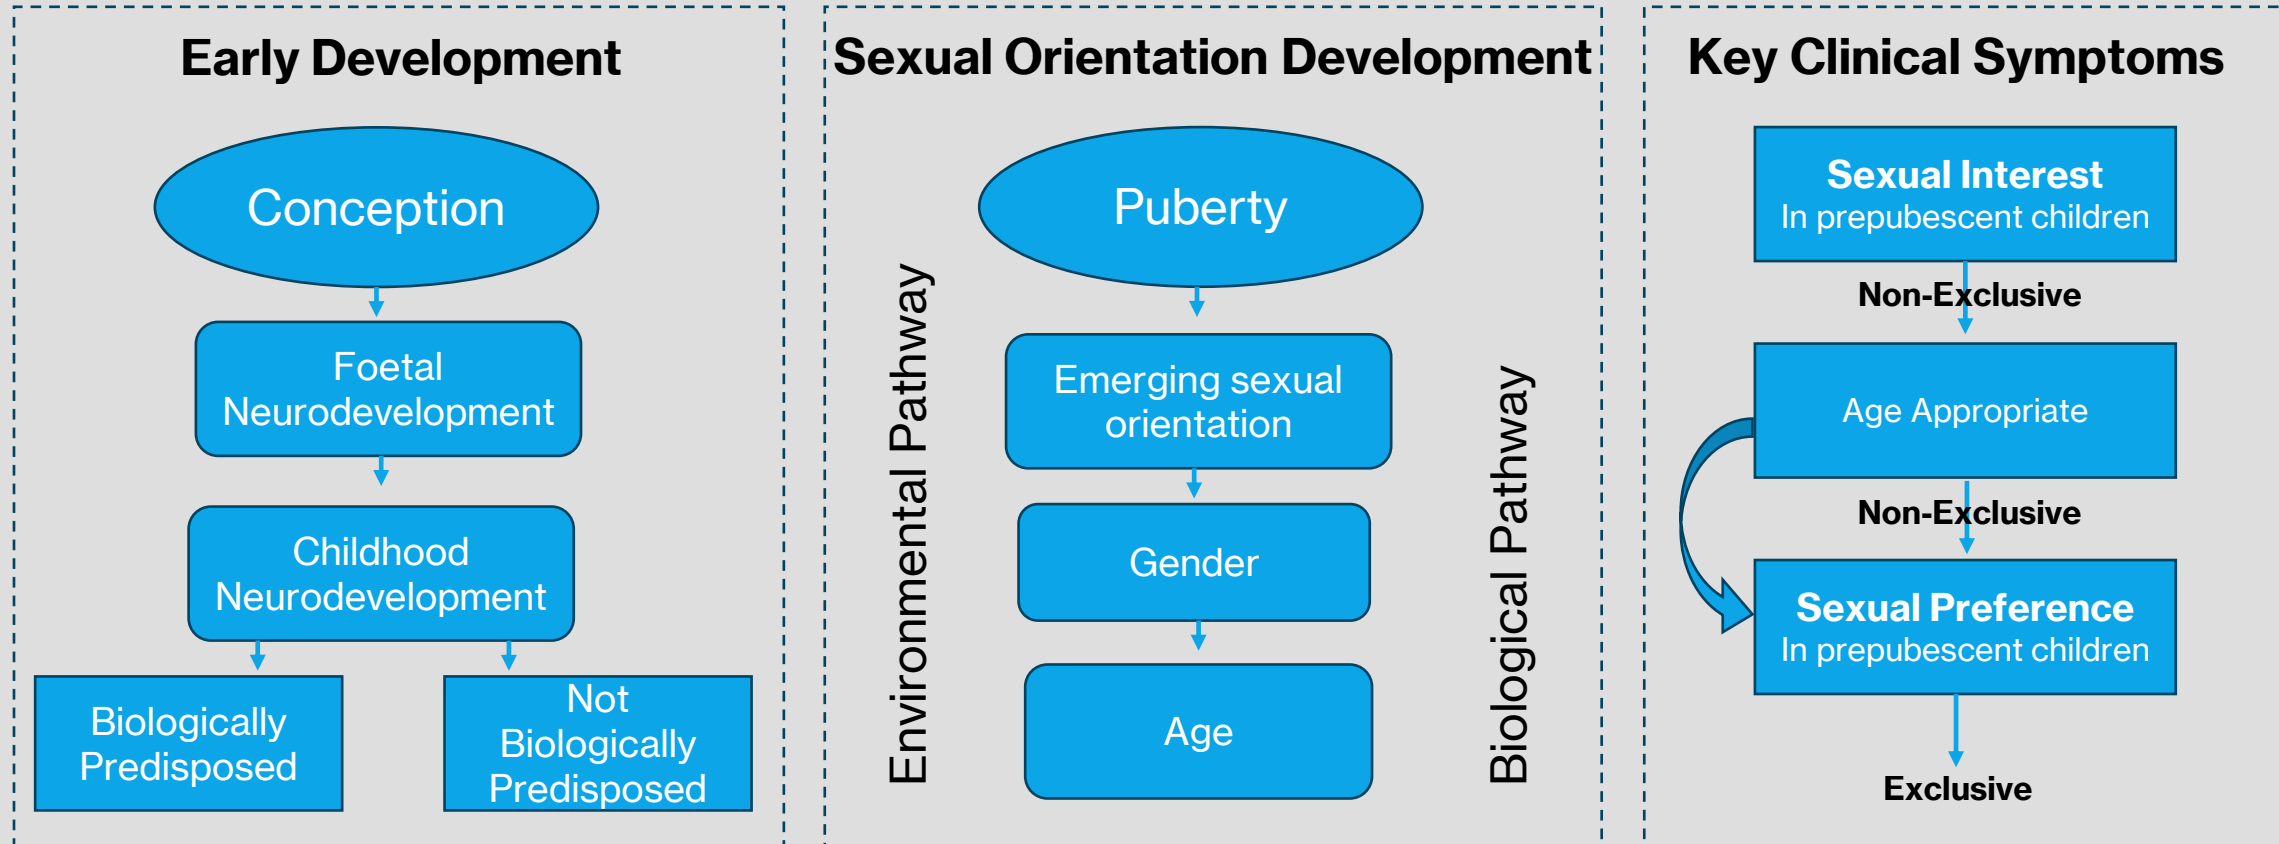 Early Development
Conception
Foetal
Neurodevelopment
Childhood
Neurodevelopment
Biologically
Predisposed
Not
Biologically
Predisposed
Sexual Orientation Development
Environmental Pathway
Puberty
Emerging sexual
orientation
Gender
Age
Biological Pathway
Key Clinical Symptoms
Sexual Interest
In prepubescent children
Non-Exclusive
Age Appropriate
Non-Exclusive
Sexual Preference
In prepubescent children
Exclusive